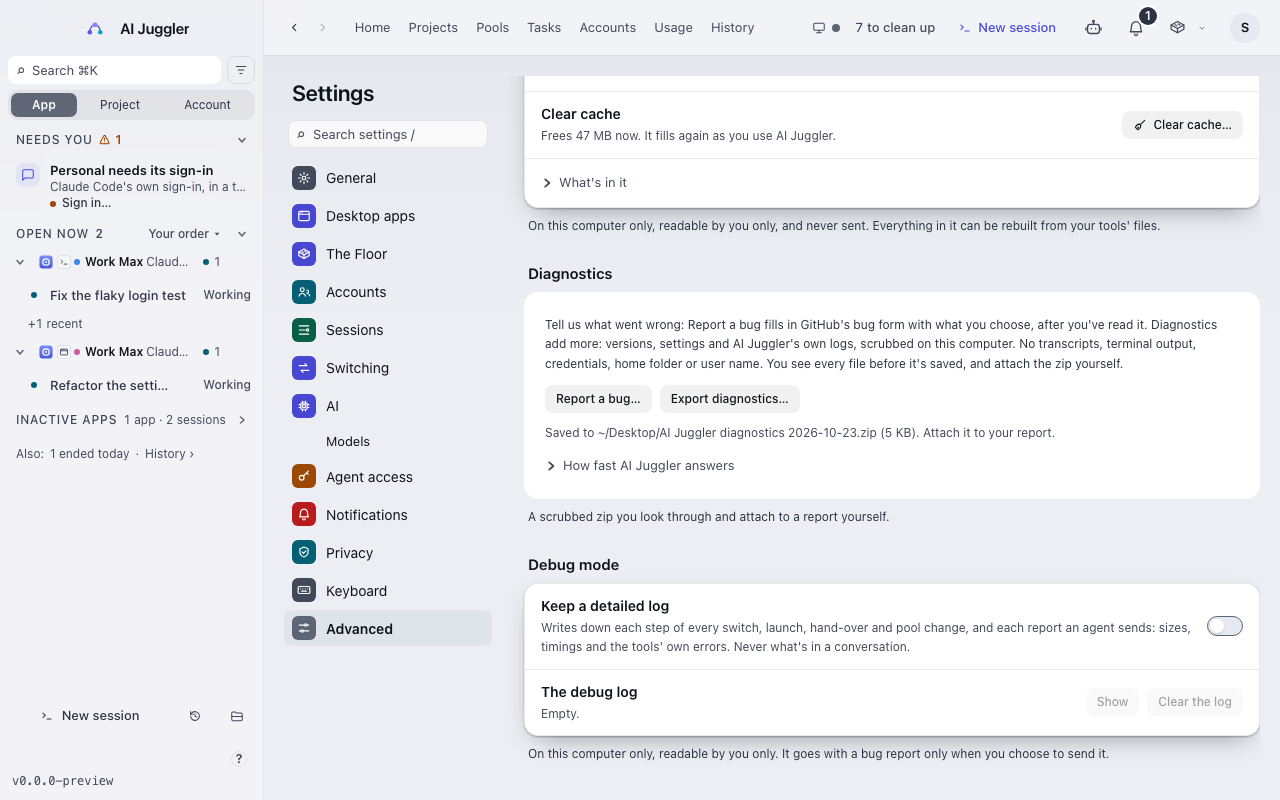 AI Juggler
Search ⌘K
App
Project
Account
NEEDS YOU
1
Personal needs its sign-in
Claude Code's own sign-in, in a t…
Sign in…
OPEN NOW 2
Your order
Work Max Claud…
1
Fix the flaky login test
Working
+1 recent
Work Max Claud…
1
Refactor the setti…
Working
INACTIVE APPS
1 app · 2 sessions
Also: 1 ended today · History ›
New session
?
v0.0.0-preview
Home
Projects
Pools
Tasks
Accounts
Usage
History
7 to clean up
New session
1
S
Settings
Search settings /
General
Desktop apps
The Floor
Accounts
Sessions
Switching
AI
Models
Agent access
Notifications
Privacy
Keyboard
Advanced
Clear cache
Frees 47 MB now. It fills again as you use AI Juggler.
Clear cache…
What's in it
On this computer only, readable by you only, and never sent. Everything in it can be rebuilt from your tools' files.
Diagnostics
Tell us what went wrong: Report a bug fills in GitHub's bug form with what you choose, after you've read it. Diagnostics
add more: versions, settings and AI Juggler's own logs, scrubbed on this computer. No transcripts, terminal output,
credentials, home folder or user name. You see every file before it's saved, and attach the zip yourself.
Report a bug…
Export diagnostics…
Saved to ~/Desktop/AI Juggler diagnostics 2026-10-23.zip (5 KB). Attach it to your report.
How fast AI Juggler answers
A scrubbed zip you look through and attach to a report yourself.
Debug mode
Keep a detailed log
Writes down each step of every switch, launch, hand-over and pool change, and each report an agent sends: sizes,
timings and the tools' own errors. Never what's in a conversation.
The debug log
Empty.
Show
Clear the log
On this computer only, readable by you only. It goes with a bug report only when you choose to send it.